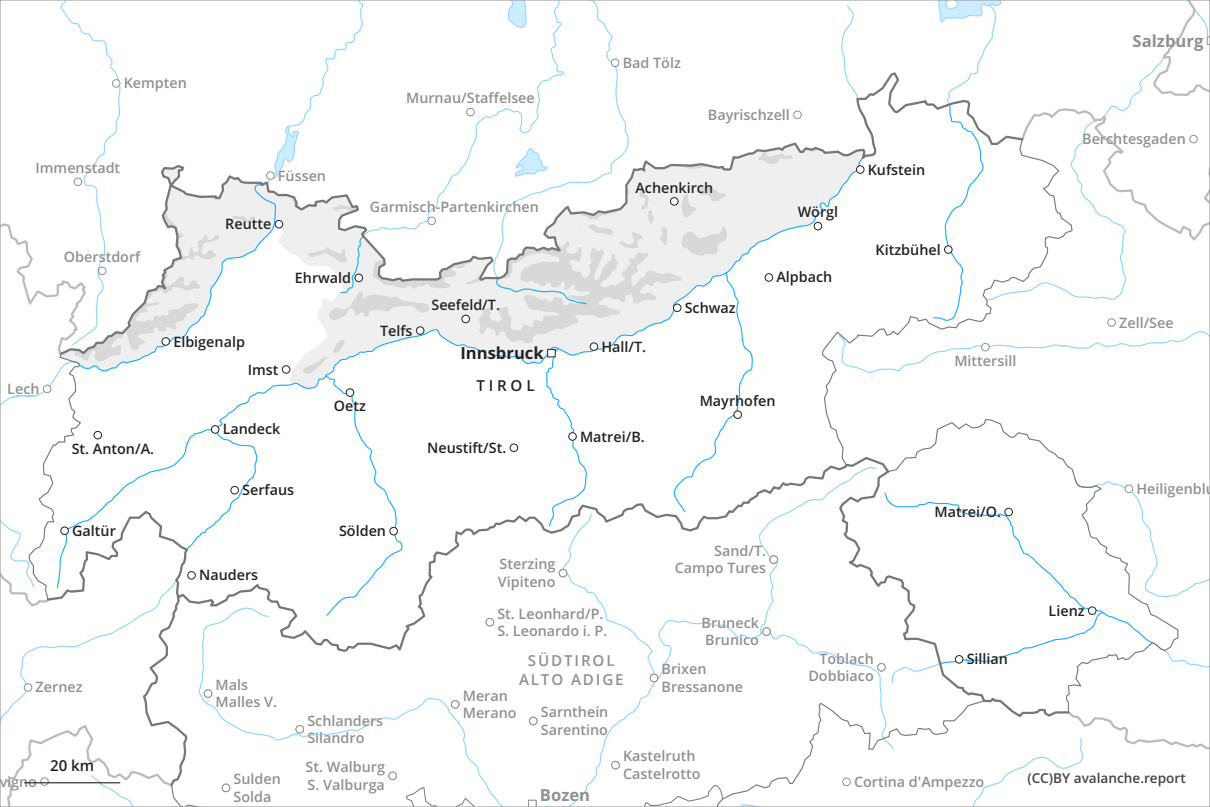 Salzburg
Bad Tölz
Kempten
Murnau/Staffelsee
Bayrischzell
Berchtesgaden
Immenstadt
Füssen
Kufstein
Achenkirch
Garmisch-Partenkirchen
Wörgl
Reutte
Kitzbühel
Oberstdorf
Ehrwald
Alpbach
Seefeld/T.
Schwaz
Zell/See
Telfs
Elbigenalp
Innsbruck
Hall/T.
Mittersill
Imst
TIROL
Lech
Oetz
Mayrhofen
Landeck
Matrei/B.
St. Anton/A.
Neustift/St.
Serfaus
Heiligenblu
Matrei/O.
Galtür
Sölden
Sand/T.
Campo Tures
Sterzing
Vipiteno
Nauders
St. Leonhard/P.
S. Leonardo i. P.
Lienz
Bruneck
Brunico
SÜDTIROL
ALTO ADIGE
Toblach
Dobbiaco
Sillian
Brixen
Bressanone
Zernez
Mals
Malles V.
Meran
Merano
Sarnthein
Sarentino
Schlanders
Silandro
Kastelruth
Castelrotto
20 km
St. Walburg
S. Valburga
vigno
Sulden
Solda
Cortina d'Ampezzo
(CC)BY avalanche.report
Bozen